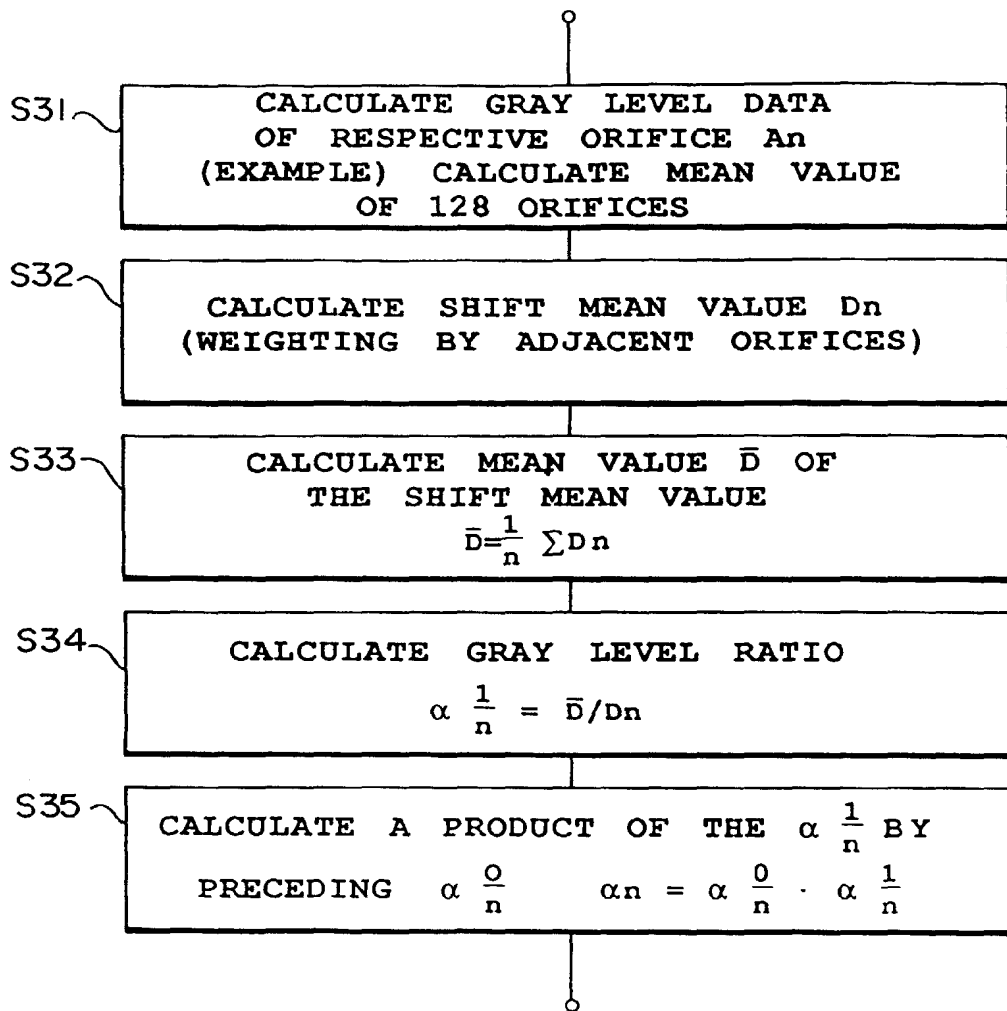 S31
CALCULATE GRAY LEVEL DATA
OF RESPECTIVE ORIFICE An
(EXAMPLE) CALCULATE MEAN VALUE
OF 128 ORIFICES
S32
CALCULATE SHIFT MEAN VALUE Dn
(WEIGHTING BY ADJACENT ORIFICES)
S33
CALCULATE MEAN VALUE D̄ OF
THE SHIFT MEAN VALUE
D̄=1/n ∑Dn
S34
CALCULATE GRAY LEVEL RATIO
α 1/n = D̄/Dn
S35
CALCULATE A PRODUCT OF THE α 1/n BY
PRECEDING α 0/n αn = α 0/n · α 1/n